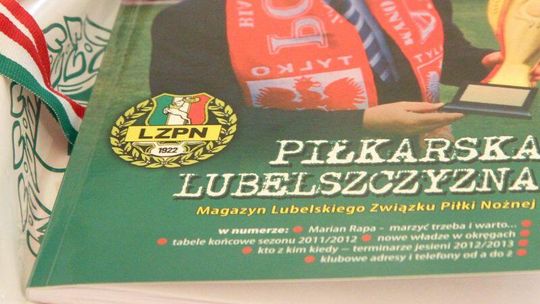 TYLKO
LZPN
1922
PIŁKARSKA
LUBELSZCZYZNA
Magazyn Lubelskiego Związku Piłki Nożnej
w numerze: • Marian Rapa – marzyć trzeba i warto...
• tabele końcowe sezonu 2011/2012 • nowe władze w okręgach
• kto z kim kiedy — terminarze jesieni 2012/2013
• klubowe adresy i telefony od a do ż